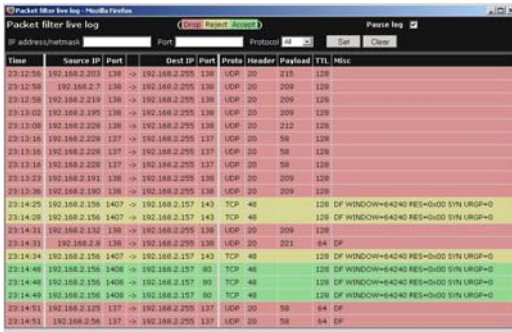 Packet filter live log - Mozilla Firefox
Packet filter live log (Drop Reject Accept) Pause log
IP address/netmask Port Protocol All Set Clear
Time Source IP Port Dest IP Port Proto Header Payload TTL Misc
23:12:56 192.168.2.203 138 -> 192.168.2.255 138 UDP 20 215 128
23:12:58 192.168.2.7 138 -> 192.168.2.255 138 UDP 20 209 128
23:12:58 192.168.2.219 138 -> 192.168.2.255 138 UDP 20 209 128
23:13:02 192.168.2.195 138 -> 192.168.2.255 138 UDP 20 209 128
23:13:08 192.168.2.228 138 -> 192.168.2.255 138 UDP 20 212 128
23:13:16 192.168.2.228 137 -> 192.168.2.255 137 UDP 20 58 128
23:13:16 192.168.2.228 137 -> 192.168.2.255 137 UDP 20 58 128
23:13:16 192.168.2.228 137 -> 192.168.2.255 137 UDP 20 58 128
23:13:23 192.168.2.191 138 -> 192.168.2.255 138 UDP 20 209 128
23:13:36 192.168.2.190 138 -> 192.168.2.255 138 UDP 20 209 128
23:14:25 192.168.2.156 1407 -> 192.168.2.157 143 TCP 48 128 DF WINDOW=64240 RES=0x00 SYN URGP=0
23:14:28 192.168.2.156 1407 -> 192.168.2.157 143 TCP 48 128 DF WINDOW=64240 RES=0x00 SYN URGP=0
23:14:31 192.168.2.132 138 -> 192.168.2.255 138 UDP 20 209 128
23:14:31 192.168.2.8 138 -> 192.168.2.255 138 UDP 20 221 64 DF
23:14:34 192.168.2.156 1407 -> 192.168.2.157 143 TCP 48 128 DF WINDOW=64240 RES=0x00 SYN URGP=0
23:14:48 192.168.2.156 1408 -> 192.168.2.157 80 TCP 48 128 DF WINDOW=64240 RES=0x00 SYN URGP=0
23:14:48 192.168.2.156 1408 -> 192.168.2.157 80 TCP 48 128 DF WINDOW=64240 RES=0x00 SYN URGP=0
23:14:49 192.168.2.156 1408 -> 192.168.2.157 80 TCP 48 128 DF WINDOW=64240 RES=0x00 SYN URGP=0
23:14:51 192.168.2.125 137 -> 192.168.2.255 137 UDP 20 58 64 DF
23:14:51 192.168.2.56 137 -> 192.168.2.255 137 UDP 20 58 64 DF